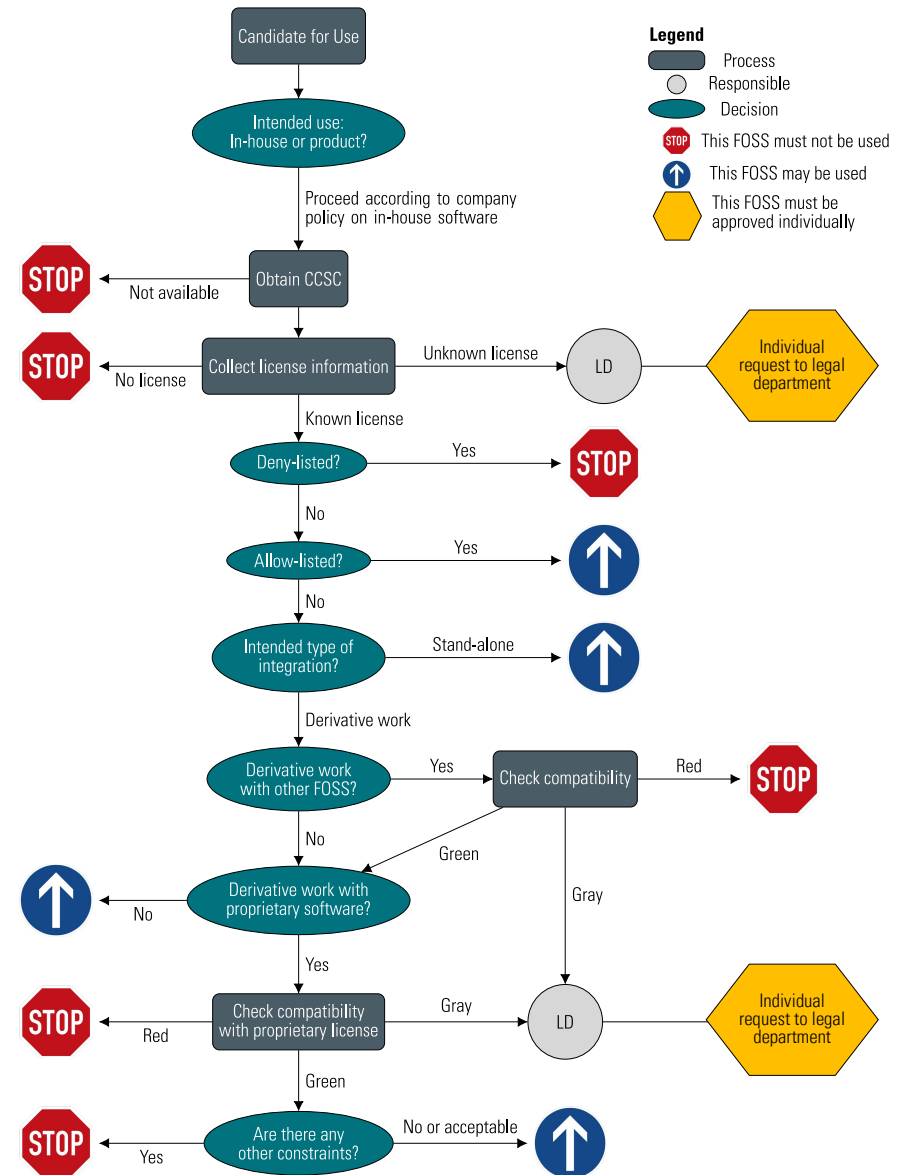 Candidate for Use
Legend
Process
Responsible
Decision
STOP
This FOSS must not be used
This FOSS may be used
This FOSS must be
approved individually
Intended use:
In-house or product?
Proceed according to company
policy on in-house software
STOP
Not available
Obtain CCSC
STOP
No license
Collect license information
Unknown license
LD
Individual
request to legal
department
Known license
Deny-listed?
Yes
STOP
No
Allow-listed?
Yes
No
Intended type of
integration?
Stand-alone
Derivative work
Derivative work
with other FOSS?
Yes
Check compatibility
Red
STOP
No
Green
Gray
Derivative work with
proprietary software?
No
Yes
STOP
Red
Check compatibility
with proprietary license
Gray
LD
Individual
request to legal
department
Green
STOP
Yes
Are there any
other constraints?
No or acceptable